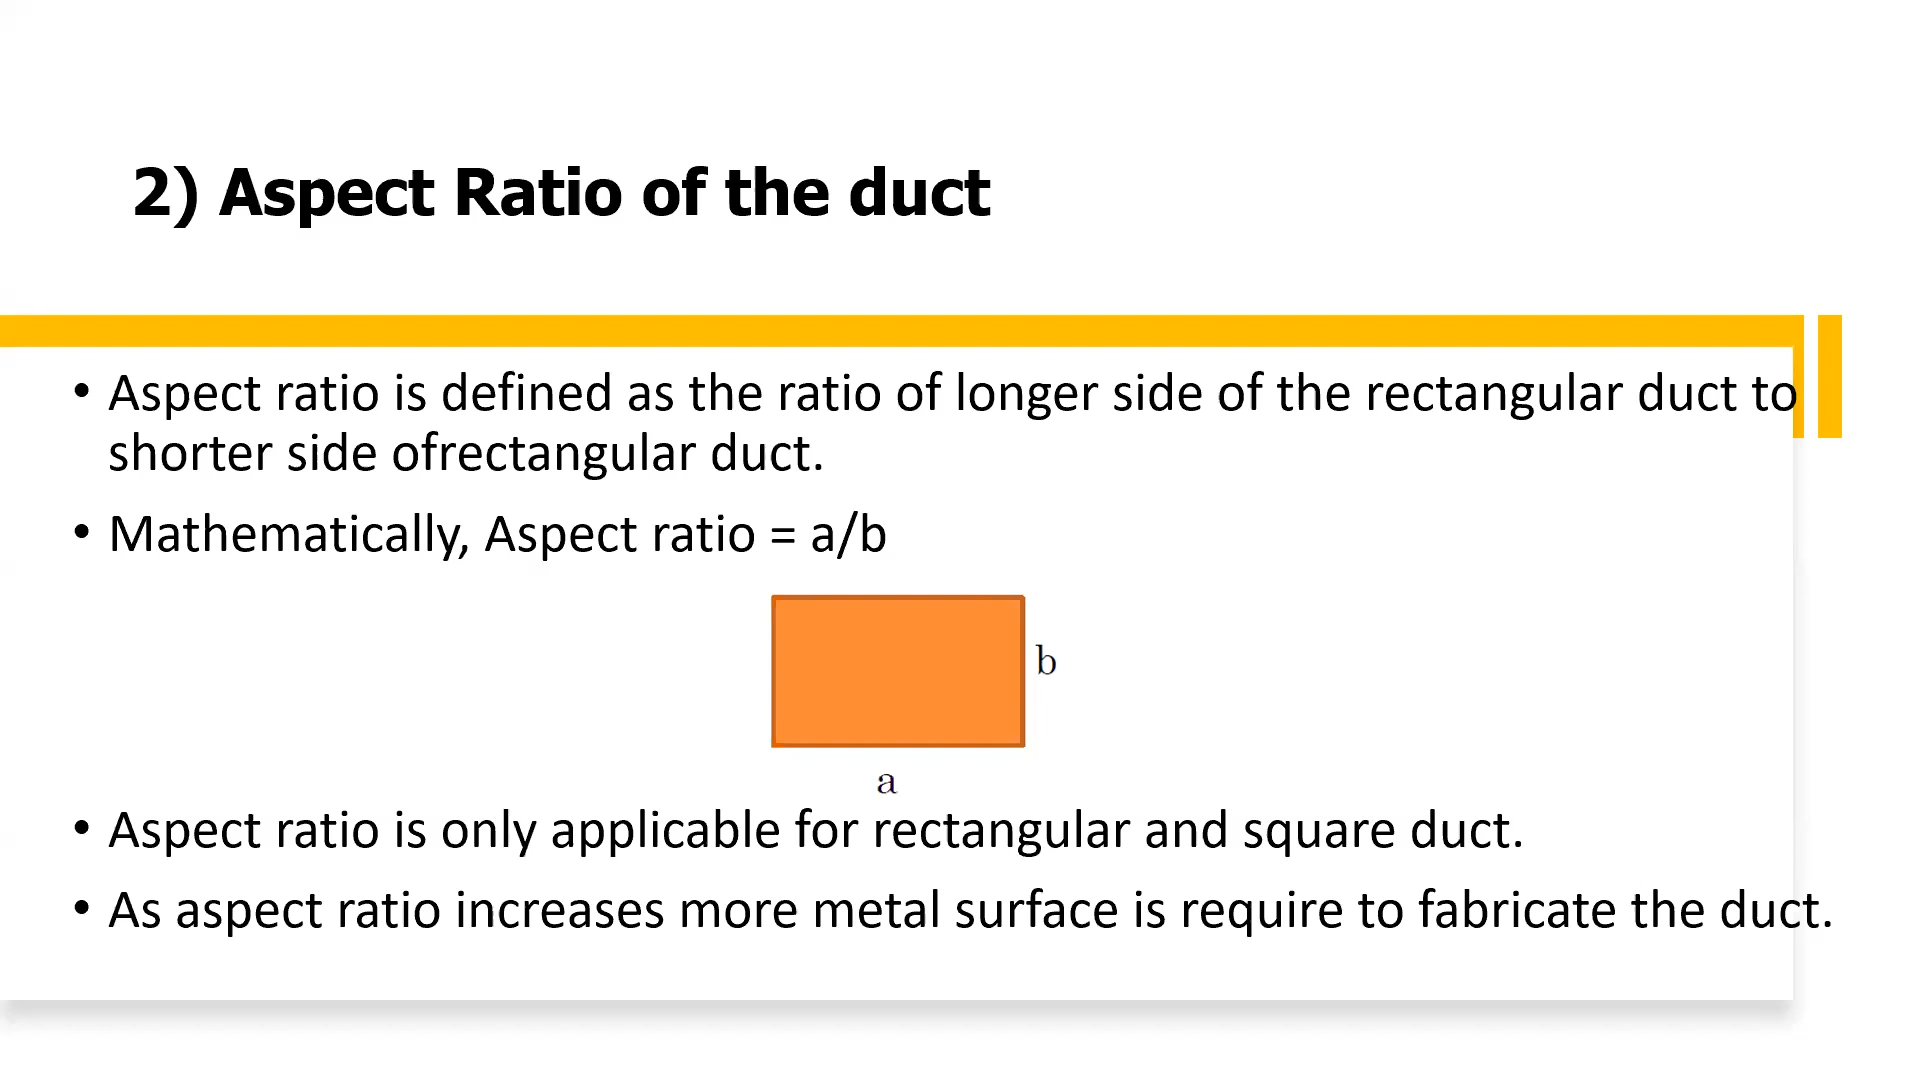 2) Aspect Ratio of the duct
• Aspect ratio is defined as the ratio of longer side of the rectangular duct to
shorter side ofrectangular duct.
• Mathematically, Aspect ratio = a/b
b
a
• Aspect ratio is only applicable for rectangular and square duct.
• As aspect ratio increases more metal surface is require to fabricate the duct.